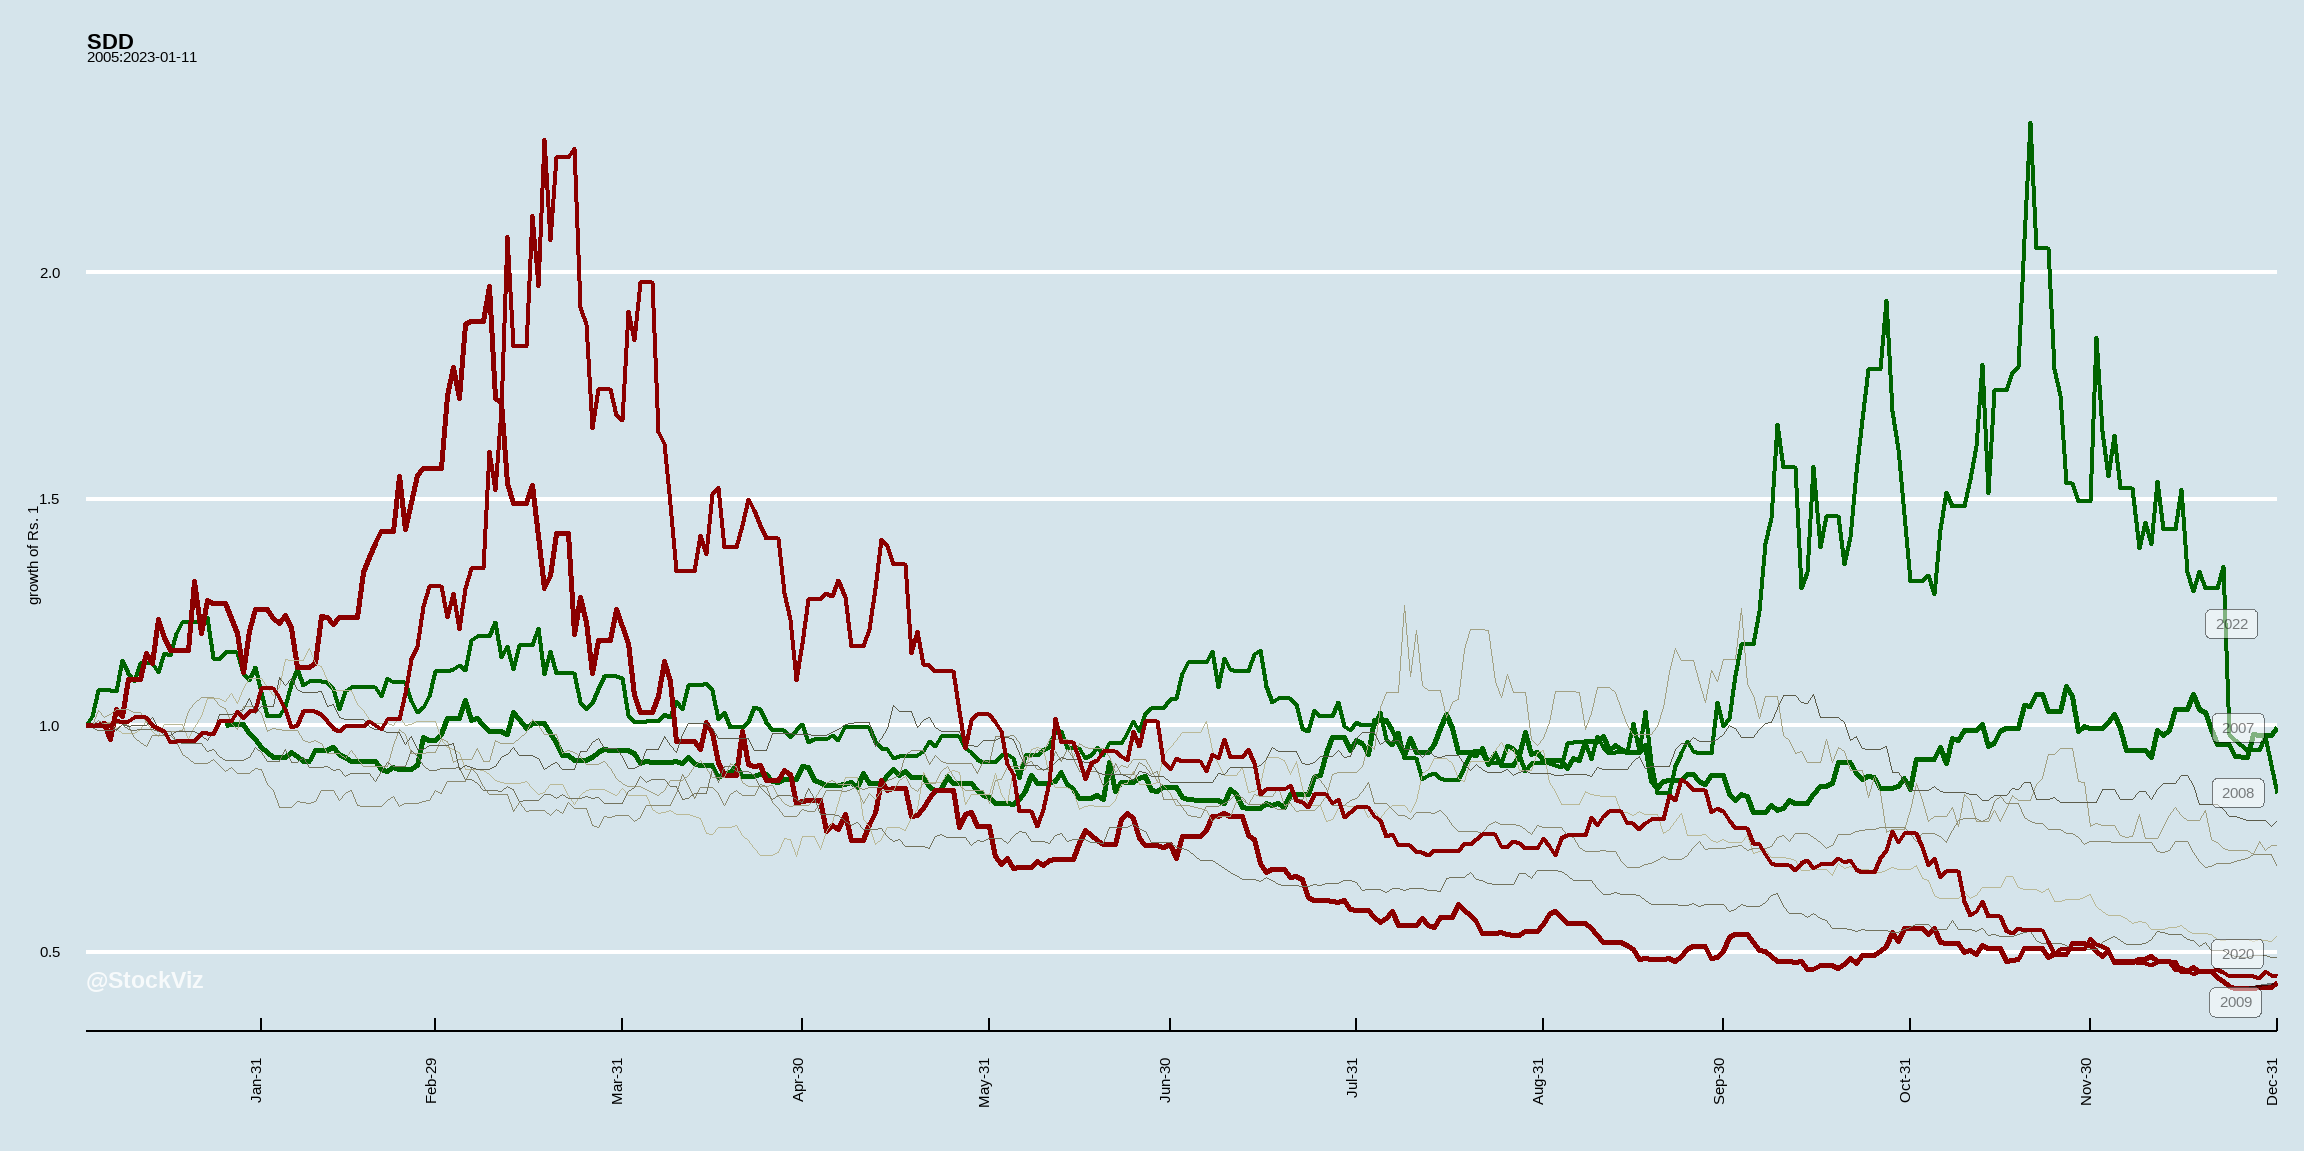 SDD
2005:2023-01-11
2.0
1.5
1.0
0.5
growth of Rs. 1
2022
2007
2008
2020
2009
@StockViz
Jan-31
Feb-29
Mar-31
Apr-30
May-31
Jun-30
Jul-31
Aug-31
Sep-30
Oct-31
Nov-30
Dec-31